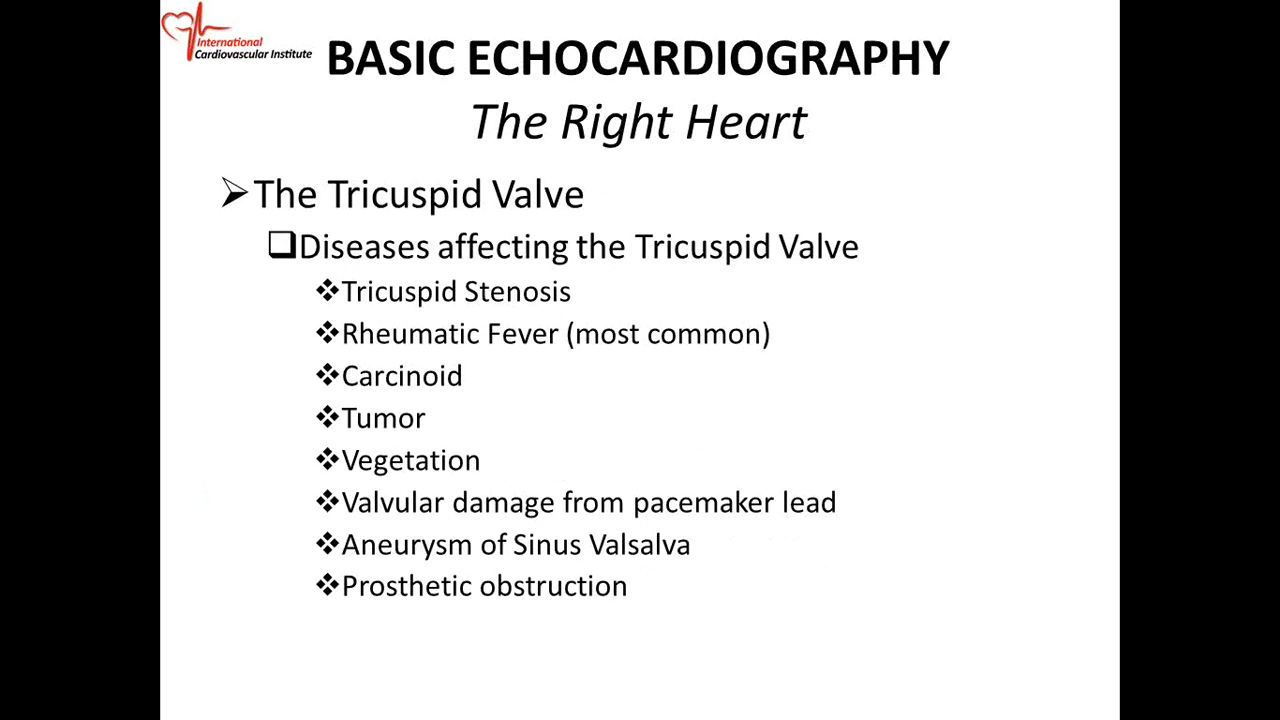 International
Cardiovascular Institute
BASIC ECHOCARDIOGRAPHY
The Right Heart
The Tricuspid Valve
Diseases affecting the Tricuspid Valve
Tricuspid Stenosis
Rheumatic Fever (most common)
Carcinoid
Tumor
Vegetation
Valvular damage from pacemaker lead
Aneurysm of Sinus Valsalva
Prosthetic obstruction